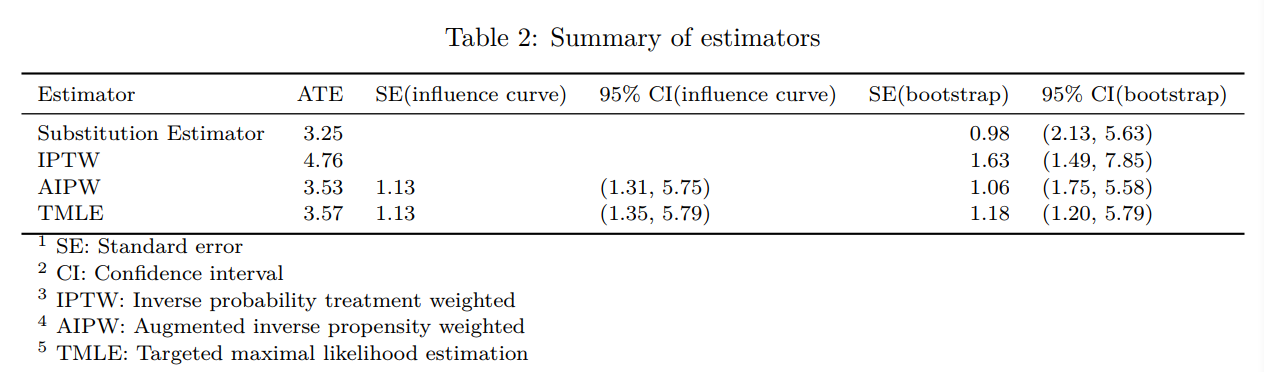 Table 2: Summary of estimators
Estimator ATE SE(influence curve) 95% CI(influence curve) SE(bootstrap) 95% CI(bootstrap)
Substitution Estimator 3.25 0.98 (2.13, 5.63)
IPTW 4.76 1.63 (1.49, 7.85)
AIPW 3.53 1.13 (1.31, 5.75) 1.06 (1.75, 5.58)
TMLE 3.57 1.13 (1.35, 5.79) 1.18 (1.20, 5.79)
1 SE: Standard error
2 CI: Confidence interval
3 IPTW: Inverse probability treatment weighted
4 AIPW: Augmented inverse propensity weighted
5 TMLE: Targeted maximal likelihood estimation